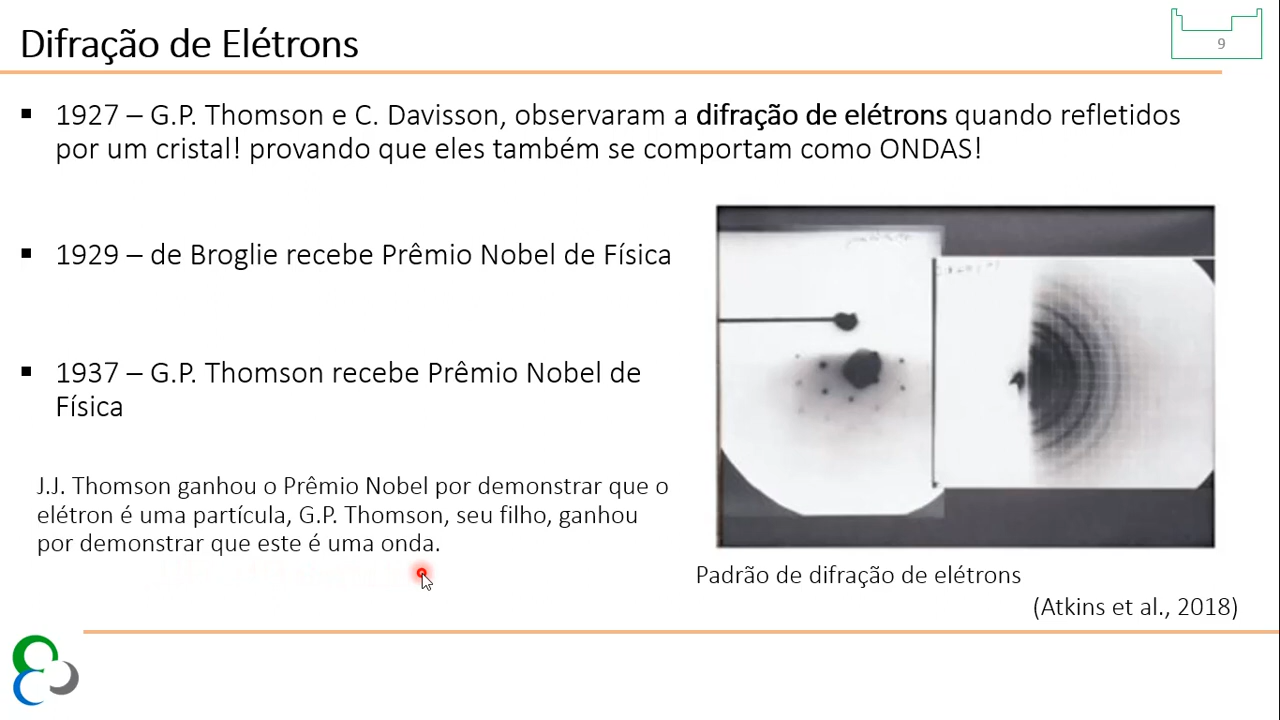 Difração de Elétrons
9
▪ 1927 – G.P. Thomson e C. Davisson, observaram a difração de elétrons quando refletidos
por um cristal! provando que eles também se comportam como ONDAS!
▪ 1929 – de Broglie recebe Prêmio Nobel de Física
▪ 1937 – G.P. Thomson recebe Prêmio Nobel de
Física
J.J. Thomson ganhou o Prêmio Nobel por demonstrar que o
elétron é uma partícula, G.P. Thomson, seu filho, ganhou
por demonstrar que este é uma onda.
Padrão de difração de elétrons
(Atkins et al., 2018)